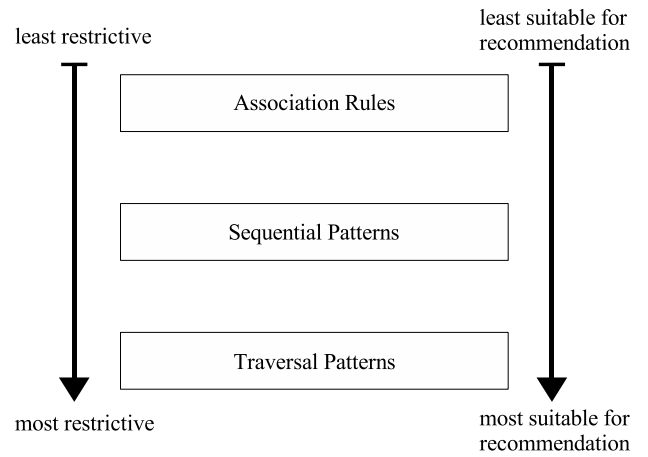 least restrictive
least suitable for
recommendation
Association Rules
Sequential Patterns
Traversal Patterns
most restrictive
most suitable for
recommendation